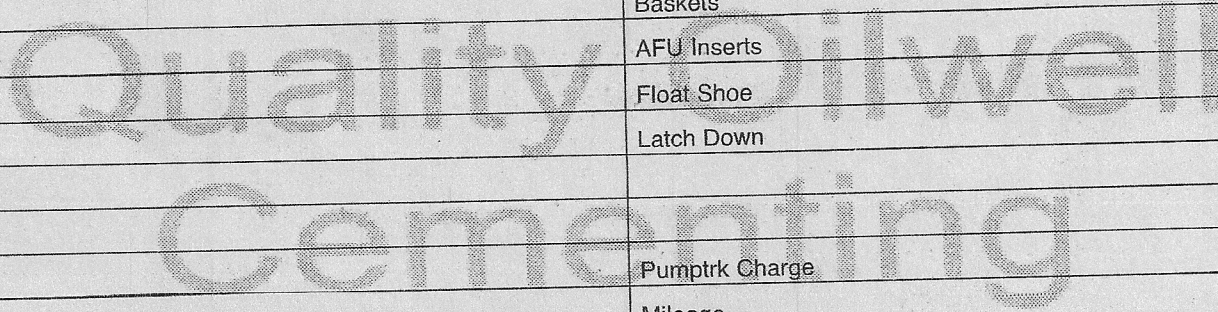 Baskets
Quality Oilwell
AFU Inserts
Float Shoe
Latch Down
Cementing
Pumptrk Charge
Mileage